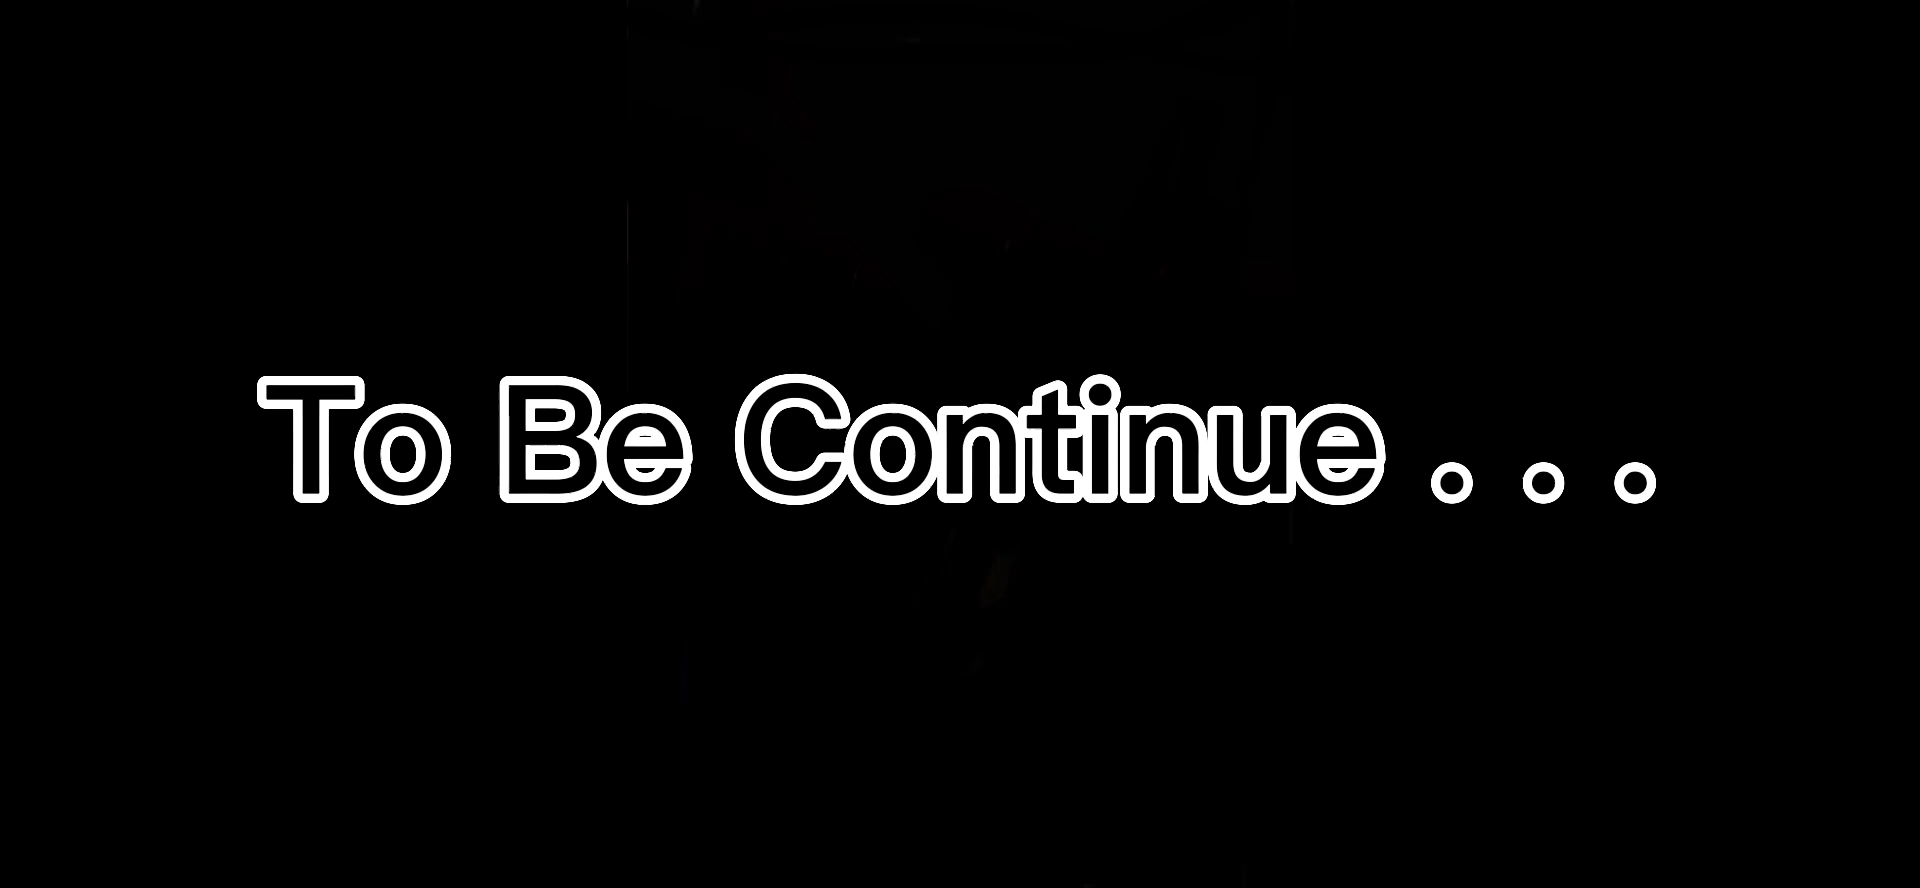 To Be Continue . . .